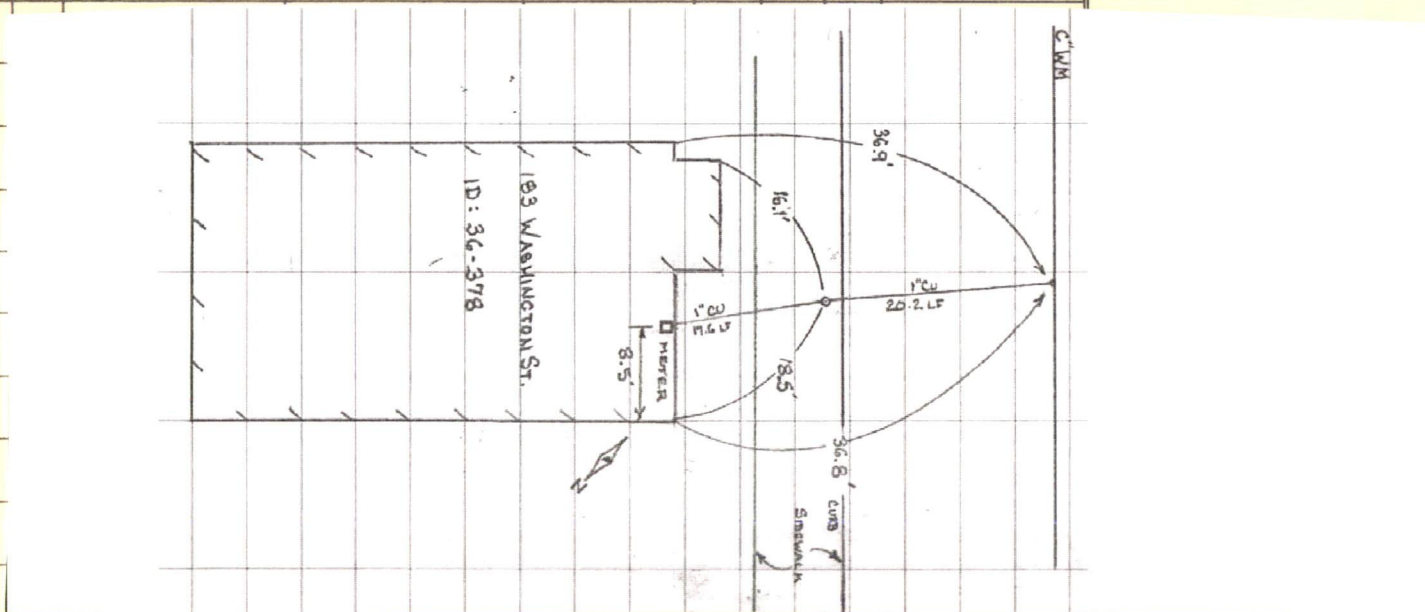 183 WASHINGTON ST.
ID: 36-378
36.9'
16.1'
1"CU
20.2 LF
1"CU
METER
8.5'
18.5'
36.8'
CURB
SIDEWALK
N